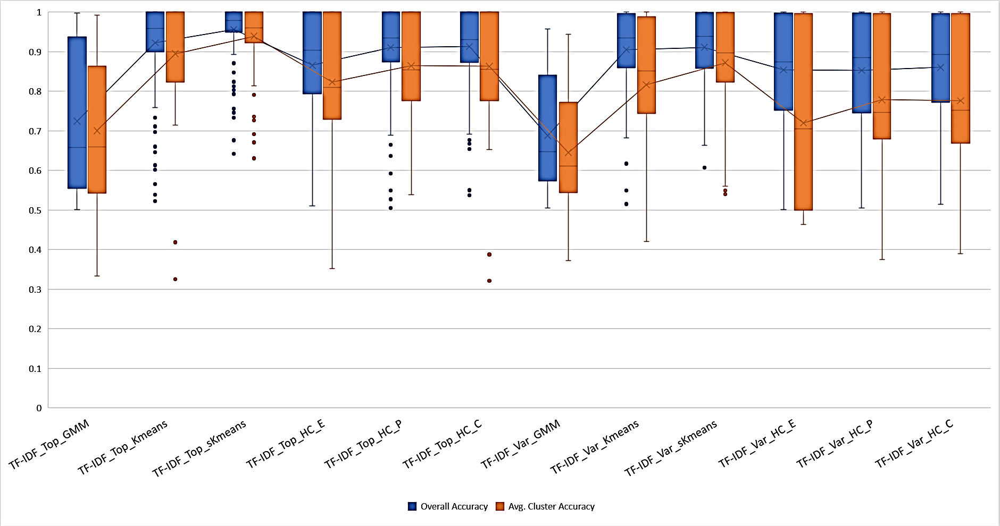 1
0.9
0.8
0.7
0.6
0.5
0.4
0.3
0.2
0.1
0
TF-IDF_Top_GMM
TF-IDF_Top_Kmeans
TF-IDF_Top_sKmeans
TF-IDF_Top_HC_E
TF-IDF_Top_HC_P
TF-IDF_Top_HC_C
TF-IDF_Var_GMM
TF-IDF_Var_Kmeans
TF-IDF_Var_sKmeans
TF-IDF_Var_HC_E
TF-IDF_Var_HC_P
TF-IDF_Var_HC_C
Overall Accuracy
Avg. Cluster Accuracy